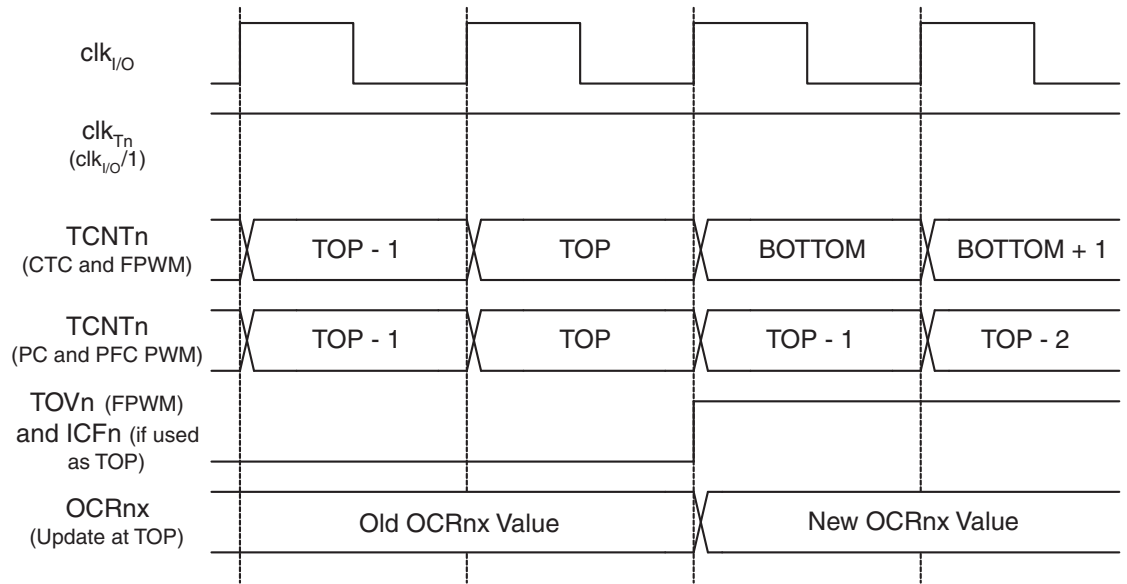 clkI/O
clkTn
(clkI/O/1)
TCNTn
(CTC and FPWM)
TOP - 1 TOP BOTTOM BOTTOM + 1
TCNTn
(PC and PFC PWM)
TOP - 1 TOP TOP - 1 TOP - 2
TOVn (FPWM)
and ICFn (if used
as TOP)
OCRnx
(Update at TOP)
Old OCRnx Value New OCRnx Value